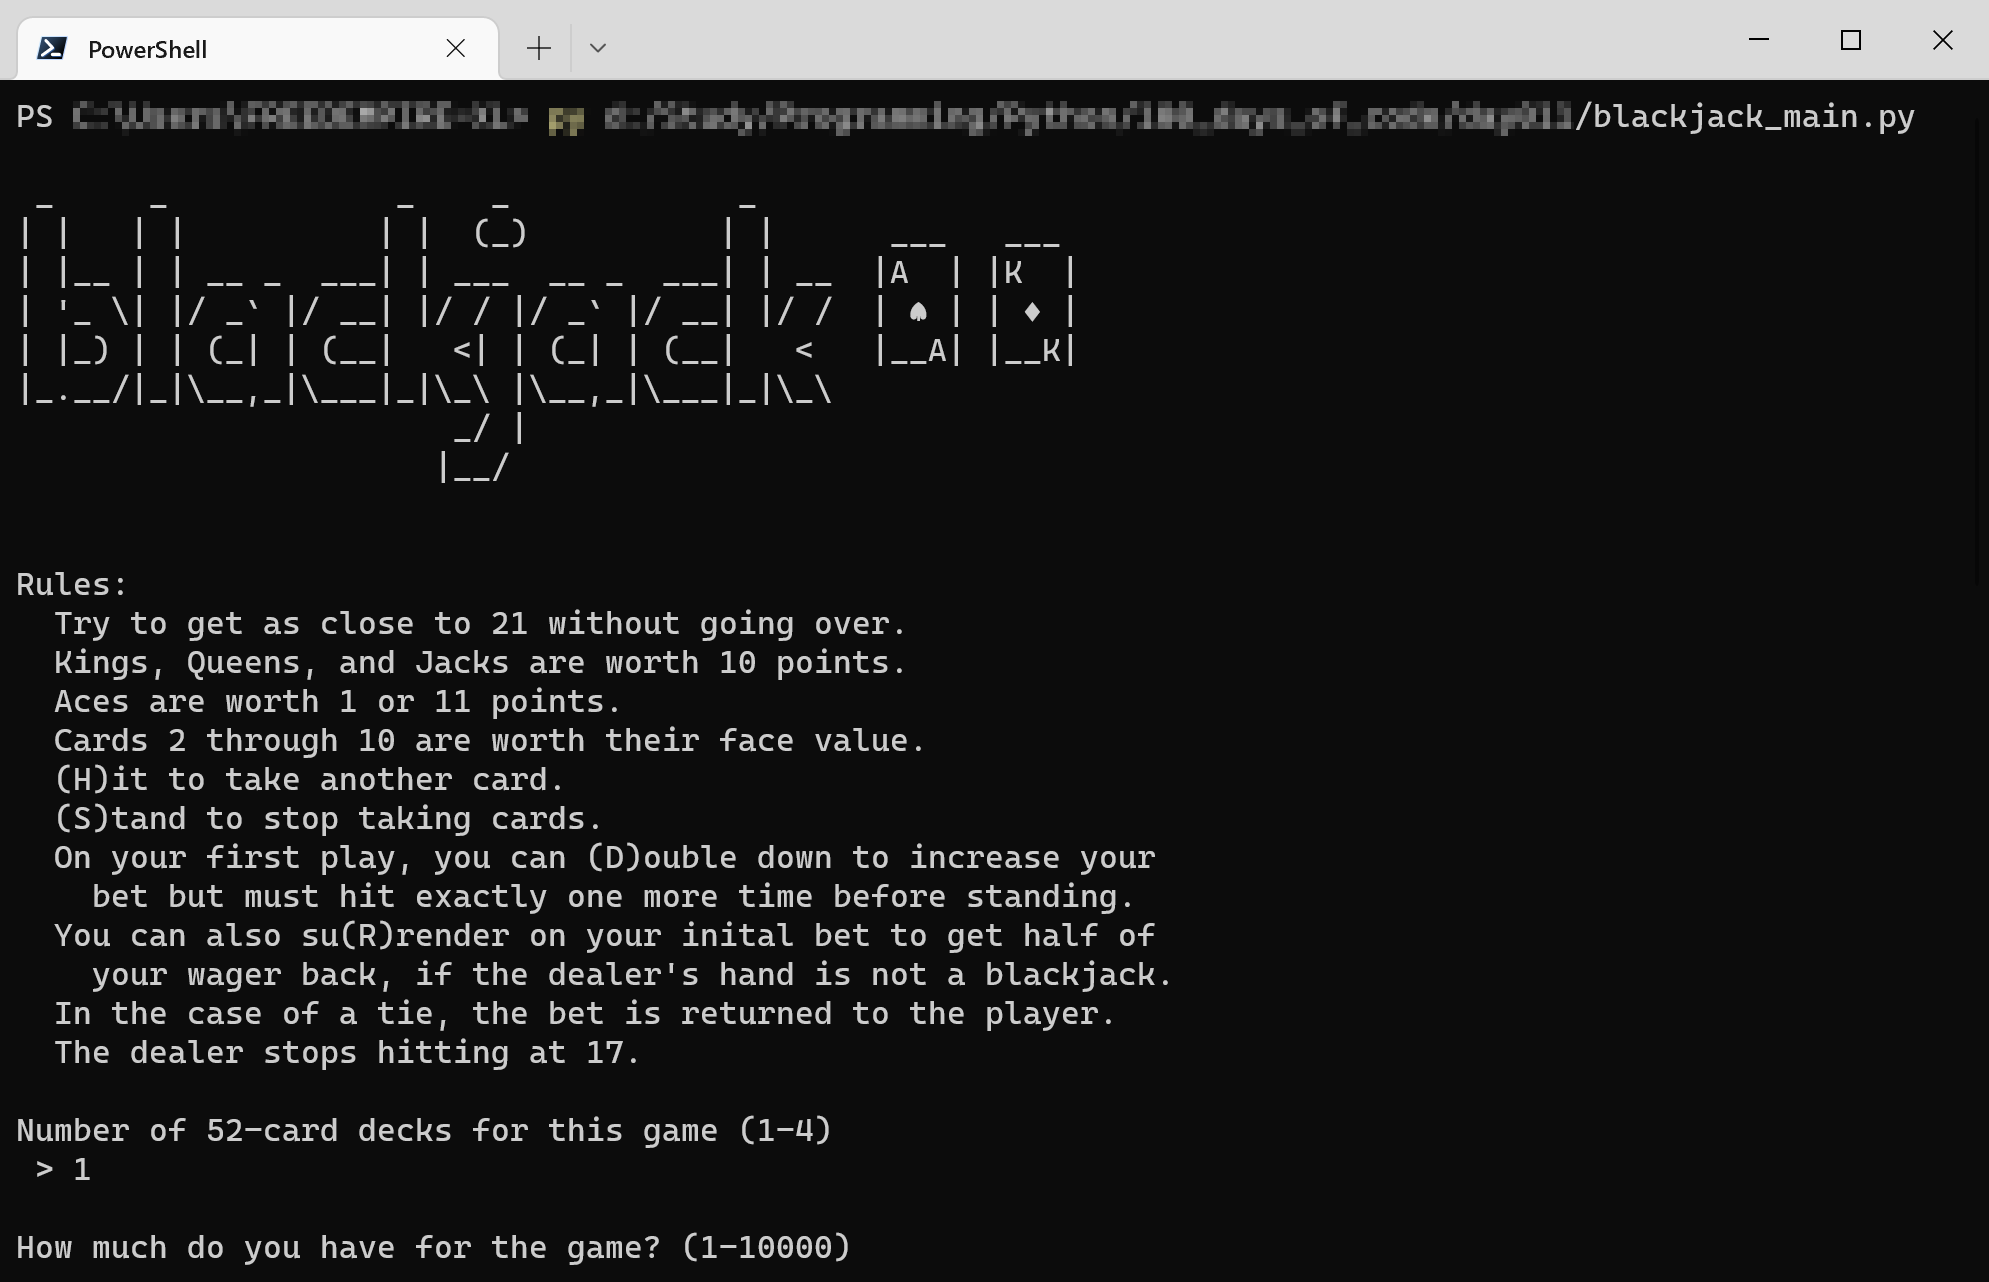 PowerShell
PS /blackjack_main.py
 _     _            _    _            _
| |   | |          | |  (_)          | |      ___   ___
| |__ | | __ _  ___| | ___  __ _  ___| | __  |A  | |K  |
| '_ \| |/ _` |/ __| |/ / |/ _` |/ __| |/ /  | ♠ | | ♦ |
| |_) | | (_| | (__|   <| | (_| | (__|   <   |__A| |__K|
|_.__/|_|\__,_|\___|_|\_\ |\__,_|\___|_|\_\
                       _/ |
                      |__/
Rules:
  Try to get as close to 21 without going over.
  Kings, Queens, and Jacks are worth 10 points.
  Aces are worth 1 or 11 points.
  Cards 2 through 10 are worth their face value.
  (H)it to take another card.
  (S)tand to stop taking cards.
  On your first play, you can (D)ouble down to increase your
    bet but must hit exactly one more time before standing.
  You can also su(R)render on your inital bet to get half of
    your wager back, if the dealer's hand is not a blackjack.
  In the case of a tie, the bet is returned to the player.
  The dealer stops hitting at 17.
Number of 52-card decks for this game (1-4)
 > 1
How much do you have for the game? (1-10000)